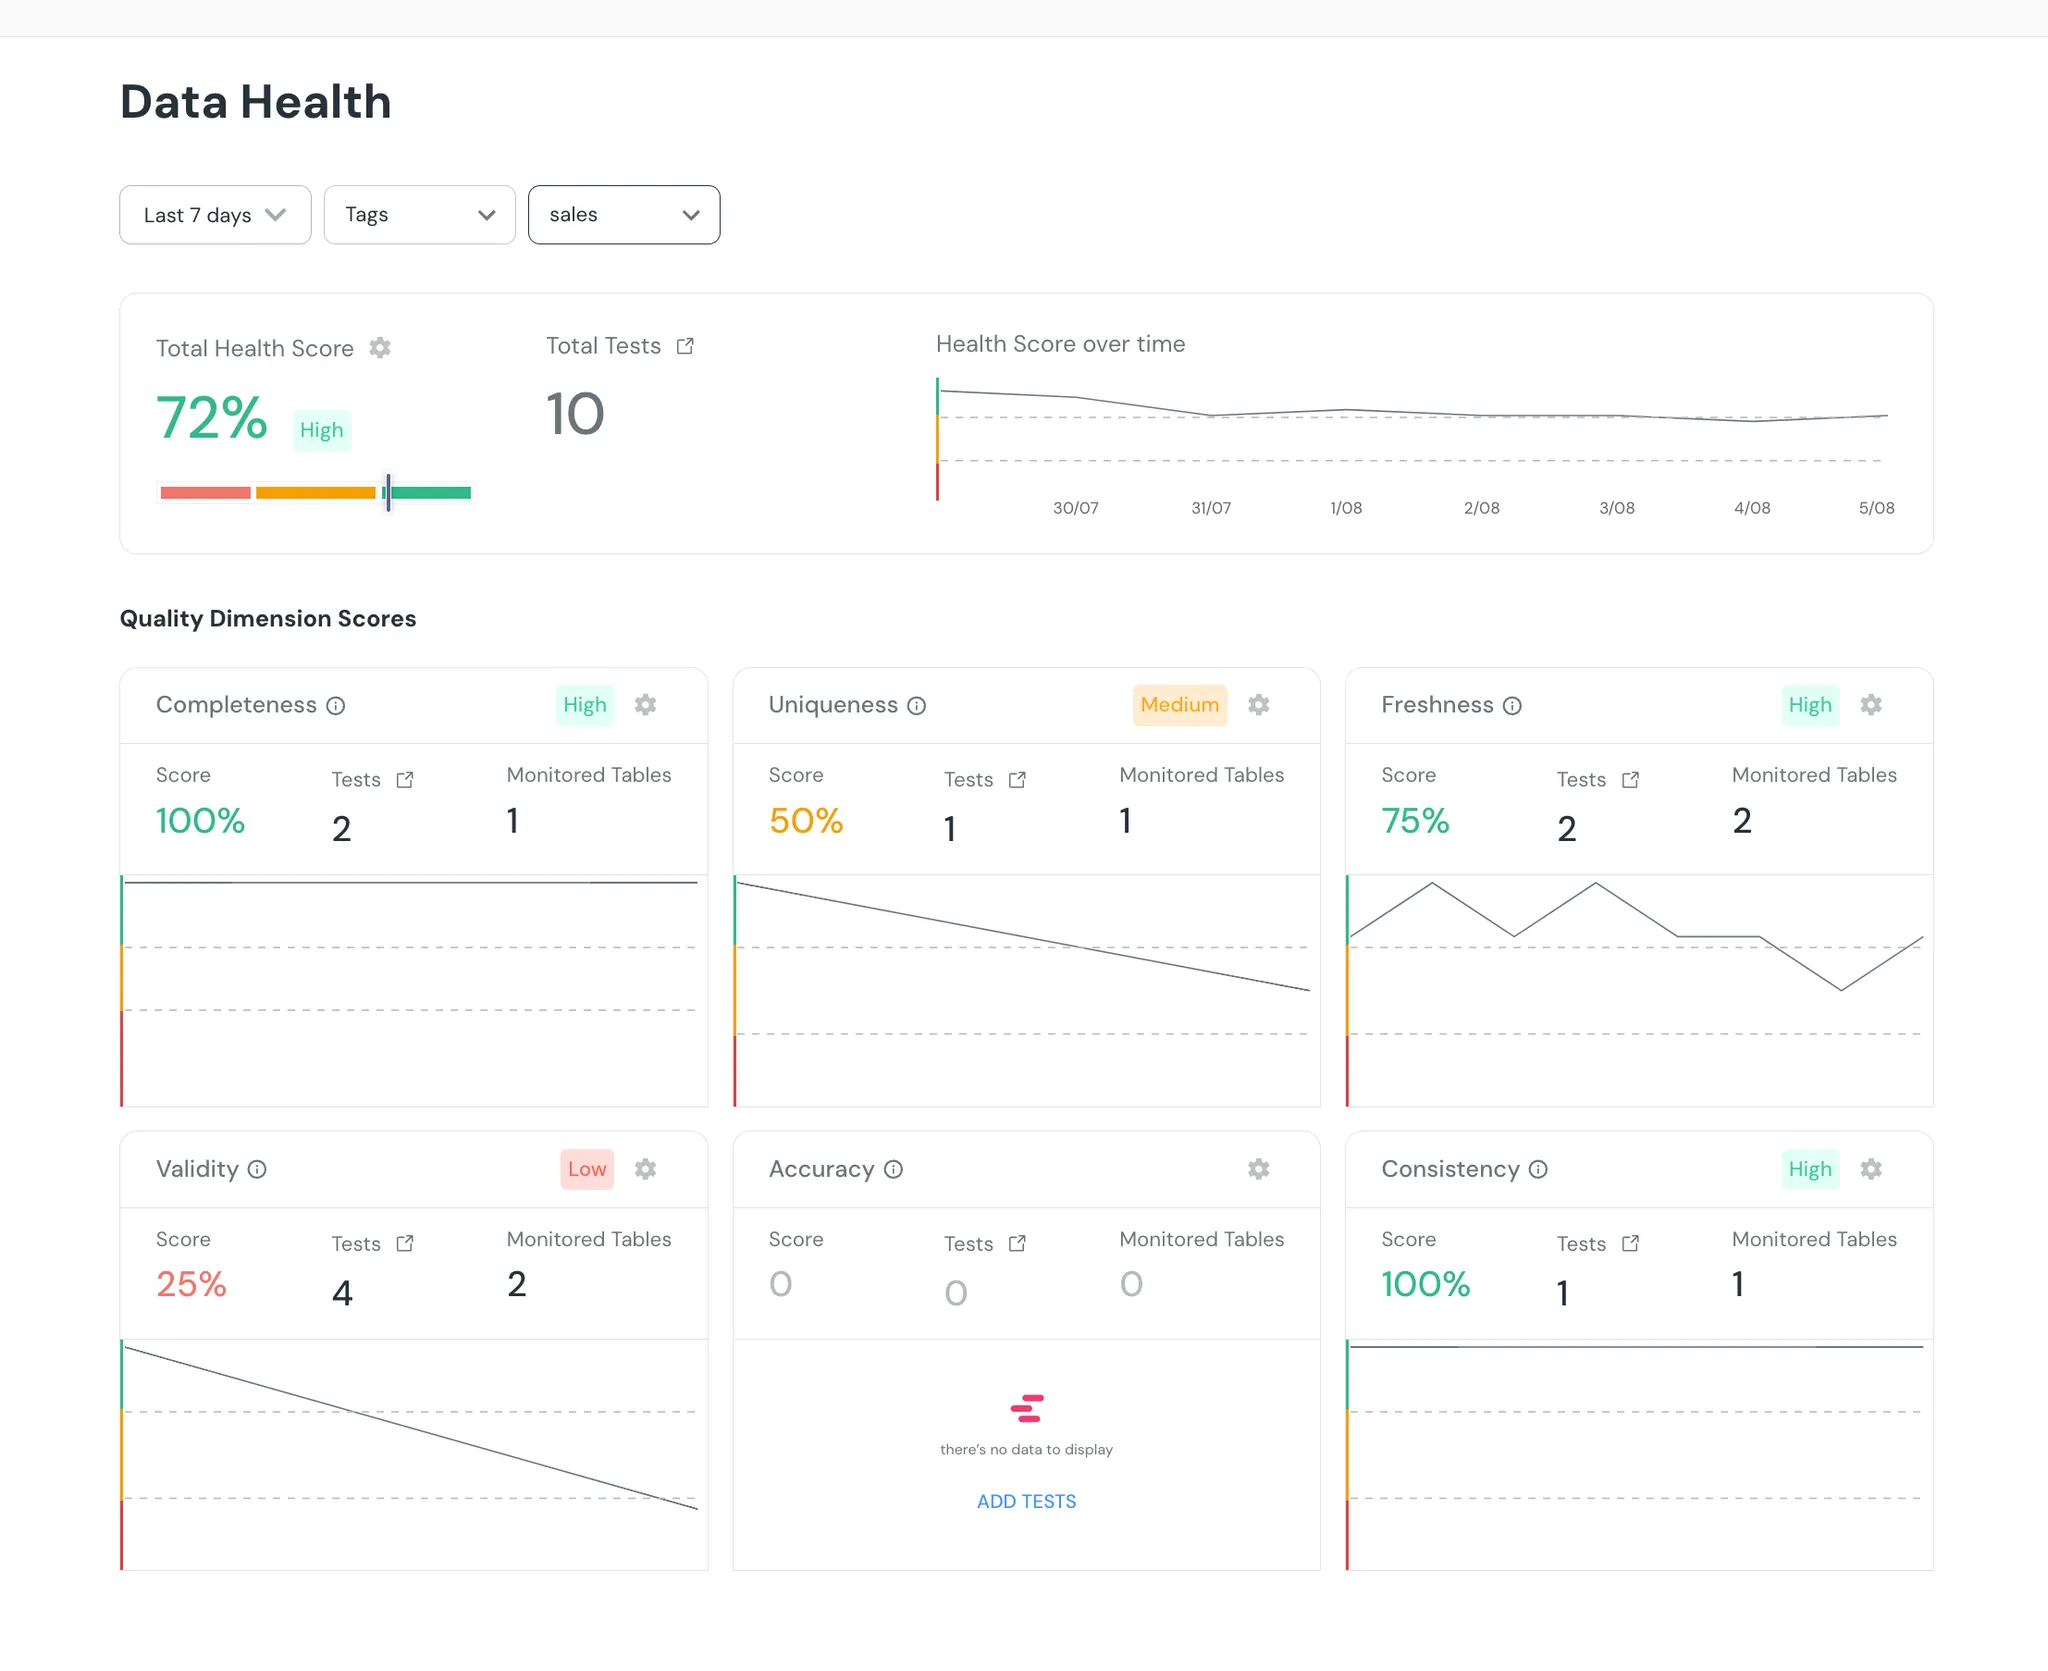 Data Health
Last 7 days
Tags
sales
Total Health Score
72%
High
Total Tests
10
Health Score over time
30/07 31/07 1/08 2/08 3/08 4/08 5/08
Quality Dimension Scores
Completeness
High
Score Tests Monitored Tables
100% 2 1
Uniqueness
Medium
Score Tests Monitored Tables
50% 1 1
Freshness
High
Score Tests Monitored Tables
75% 2 2
Validity
Low
Score Tests Monitored Tables
25% 4 2
Accuracy
Score Tests Monitored Tables
0 0 0
there's no data to display
ADD TESTS
Consistency
High
Score Tests Monitored Tables
100% 1 1